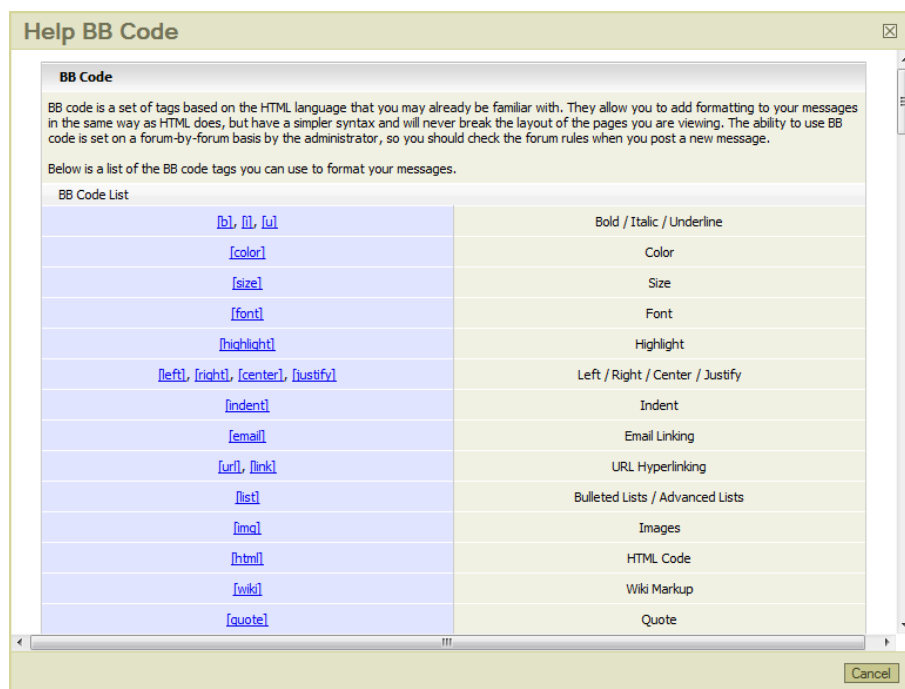 Help BB Code
BB Code
BB code is a set of tags based on the HTML language that you may already be familiar with. They allow you to add formatting to your messages
in the same way as HTML does, but have a simpler syntax and will never break the layout of the pages you are viewing. The ability to use BB
code is set on a forum-by-forum basis by the administrator, so you should check the forum rules when you post a new message.
Below is a list of the BB code tags you can use to format your messages.
BB Code List
[b], [i], [u] Bold / Italic / Underline
[color] Color
[size] Size
[font] Font
[highlight] Highlight
[left], [right], [center], [justify] Left / Right / Center / Justify
[indent] Indent
[email] Email Linking
[url], [link] URL Hyperlinking
[list] Bulleted Lists / Advanced Lists
[img] Images
[html] HTML Code
[wiki] Wiki Markup
[quote] Quote
Cancel